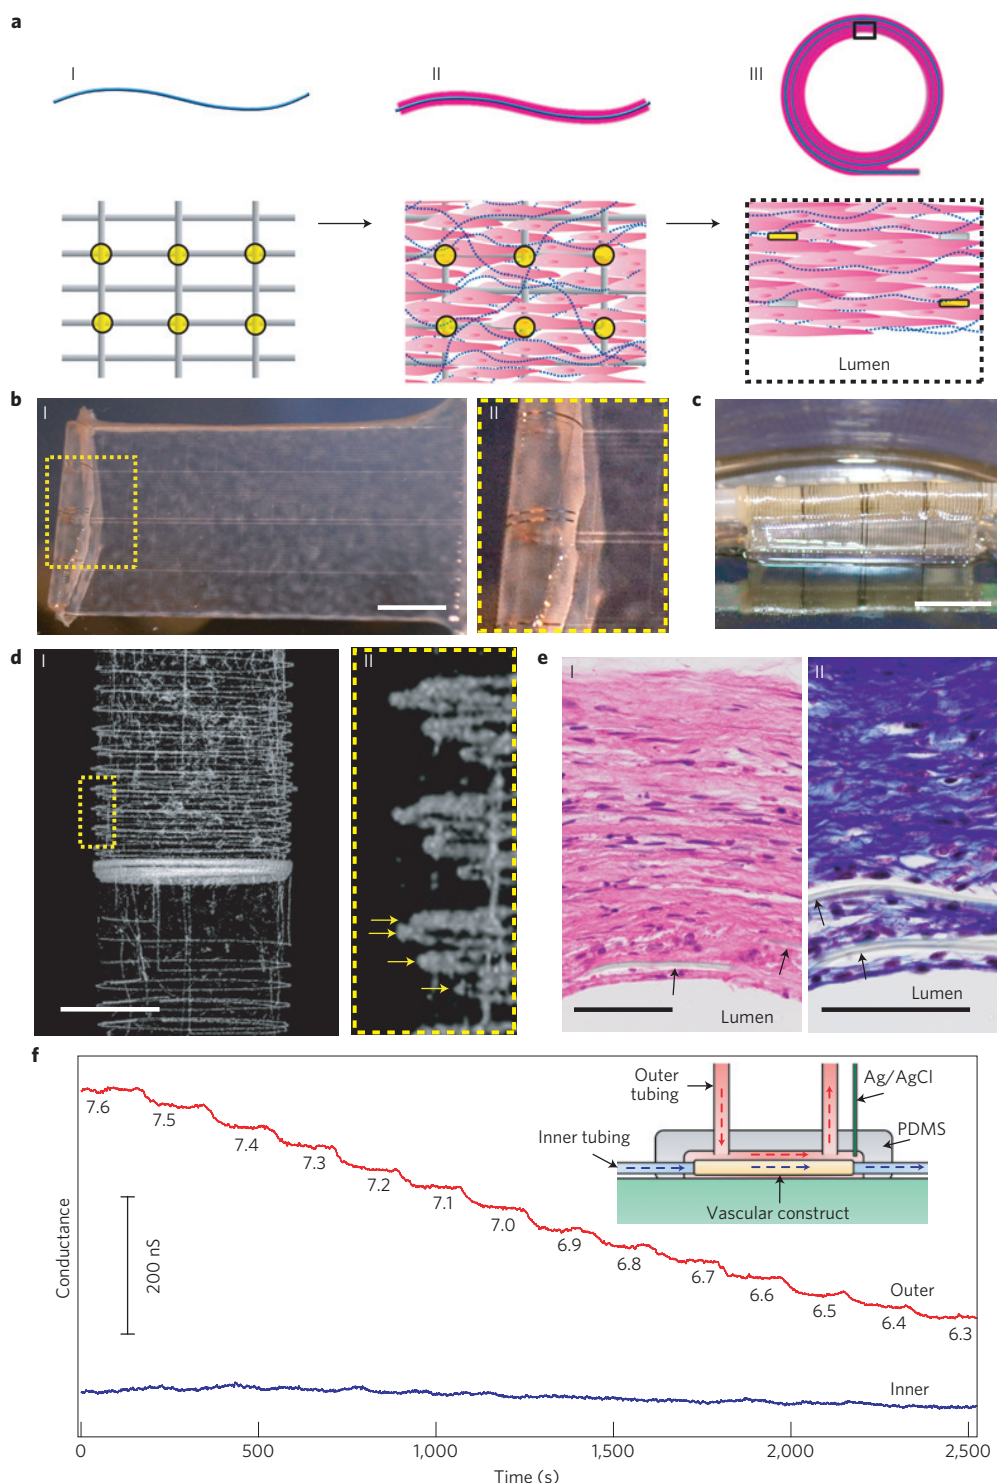 a
I
II
III
Lumen
b
I
II
c
d
I
II
e
I
II
Lumen
Lumen
f
Conductance
200 nS
7.6
7.5
7.4
7.3
7.2
7.1
7.0
6.9
6.8
6.7
6.6
6.5
6.4
6.3
Outer
Inner
Outer
tubing
Ag/AgCl
Inner tubing
PDMS
Vascular construct
0
500
1,000
1,500
2,000
2,500
Time (s)